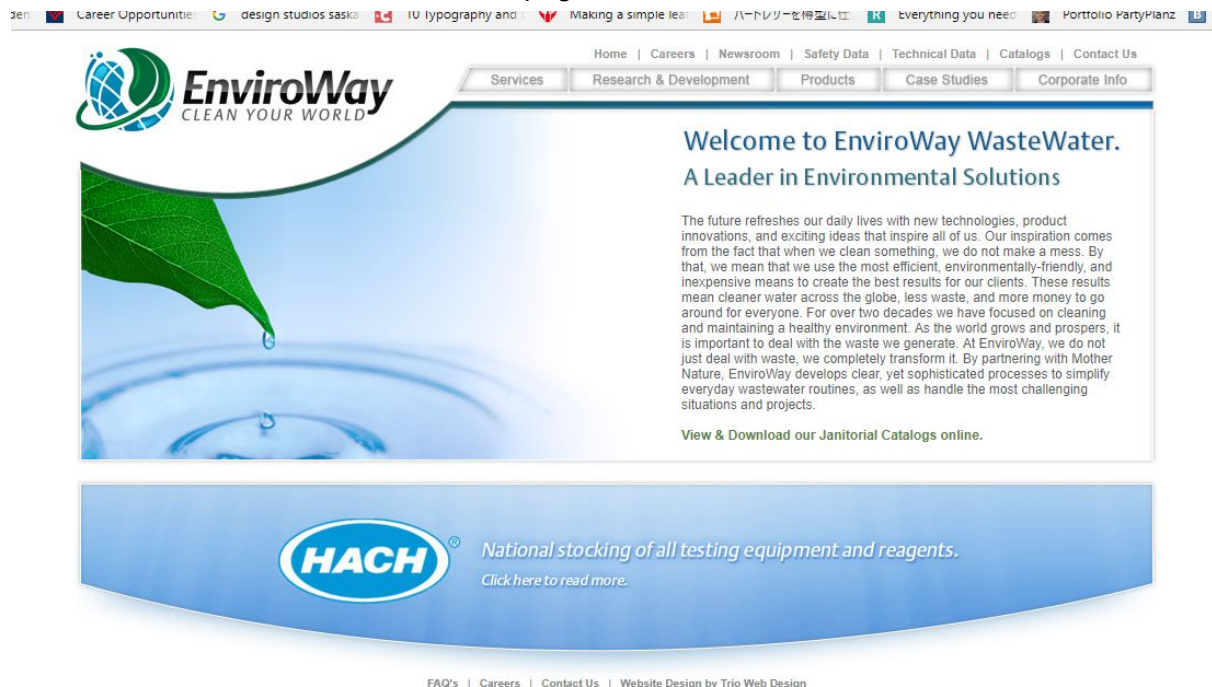 Career Opportunitie
design studios saska
10 Typography and
Making a simple leaf
Everything you need
Portfolio PartyPlanz
Home | Careers | Newsroom | Safety Data | Technical Data | Catalogs | Contact Us
EnviroWay
CLEAN YOUR WORLD
Services Research & Development Products Case Studies Corporate Info
Welcome to EnviroWay WasteWater.
A Leader in Environmental Solutions
The future refreshes our daily lives with new technologies, product
innovations, and exciting ideas that inspire all of us. Our inspiration comes
from the fact that when we clean something, we do not make a mess. By
that, we mean that we use the most efficient, environmentally-friendly, and
inexpensive means to create the best results for our clients. These results
mean cleaner water across the globe, less waste, and more money to go
around for everyone. For over two decades we have focused on cleaning
and maintaining a healthy environment. As the world grows and prospers, it
is important to deal with the waste we generate. At EnviroWay, we do not
just deal with waste, we completely transform it. By partnering with Mother
Nature, EnviroWay develops clear, yet sophisticated processes to simplify
everyday wastewater routines, as well as handle the most challenging
situations and projects.
View & Download our Janitorial Catalogs online.
HACH®
National stocking of all testing equipment and reagents.
Click here to read more.
FAQ's | Careers | Contact Us | Website Design by Trio Web Design